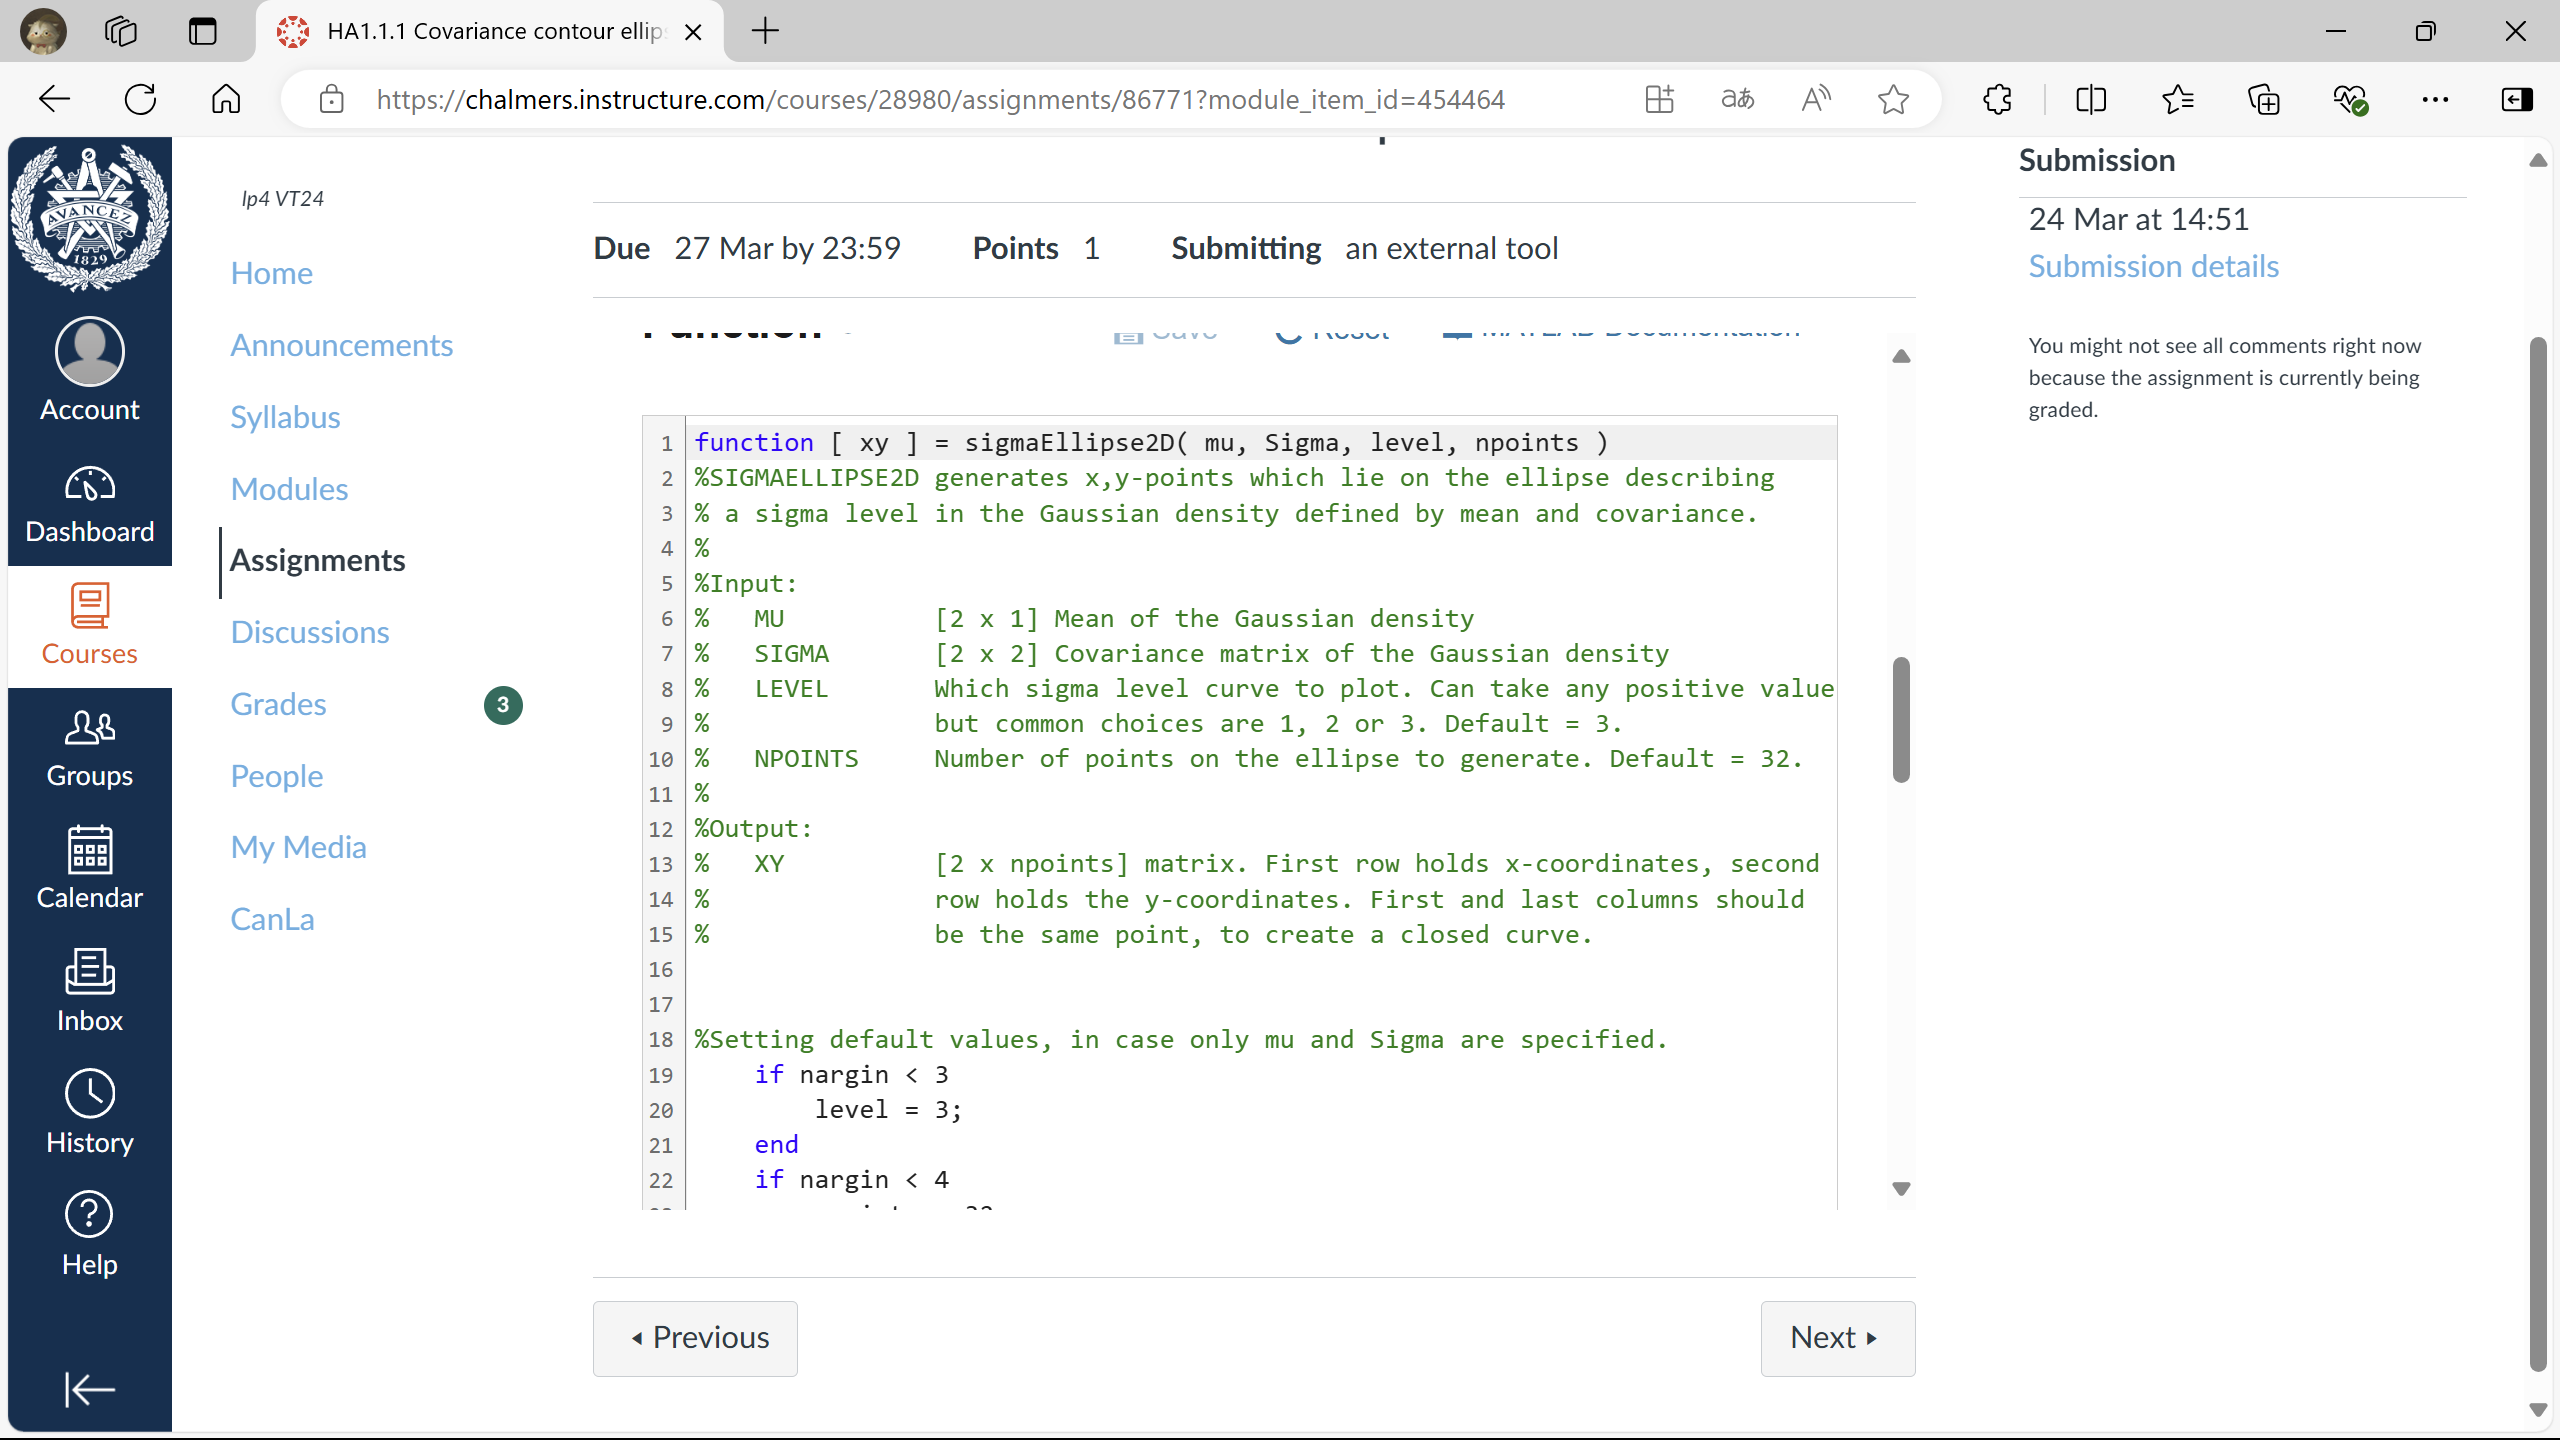 HA1.1.1 Covariance contour ellip
https://chalmers.instructure.com/courses/28980/assignments/86771?module_item_id=454464
AVANCEZ
1829
Account
Dashboard
Courses
Groups
Calendar
Inbox
History
Help
lp4 VT24
Home
Announcements
Syllabus
Modules
Assignments
Discussions
Grades 3
People
My Media
CanLa
Due 27 Mar by 23:59 Points 1 Submitting an external tool
Function Save Reset MATLAB Documentation
1 function [ xy ] = sigmaEllipse2D( mu, Sigma, level, npoints )
2 %SIGMAELLIPSE2D generates x,y-points which lie on the ellipse describing
3 % a sigma level in the Gaussian density defined by mean and covariance.
4 %
5 %Input:
6 %   MU          [2 x 1] Mean of the Gaussian density
7 %   SIGMA       [2 x 2] Covariance matrix of the Gaussian density
8 %   LEVEL       Which sigma level curve to plot. Can take any positive value
9 %               but common choices are 1, 2 or 3. Default = 3.
10 %   NPOINTS     Number of points on the ellipse to generate. Default = 32.
11 %
12 %Output:
13 %   XY          [2 x npoints] matrix. First row holds x-coordinates, second
14 %               row holds the y-coordinates. First and last columns should
15 %               be the same point, to create a closed curve.
16
17
18 %Setting default values, in case only mu and Sigma are specified.
19     if nargin < 3
20         level = 3;
21     end
22     if nargin < 4
Previous
Next
Submission
24 Mar at 14:51
Submission details
You might not see all comments right now
because the assignment is currently being
graded.